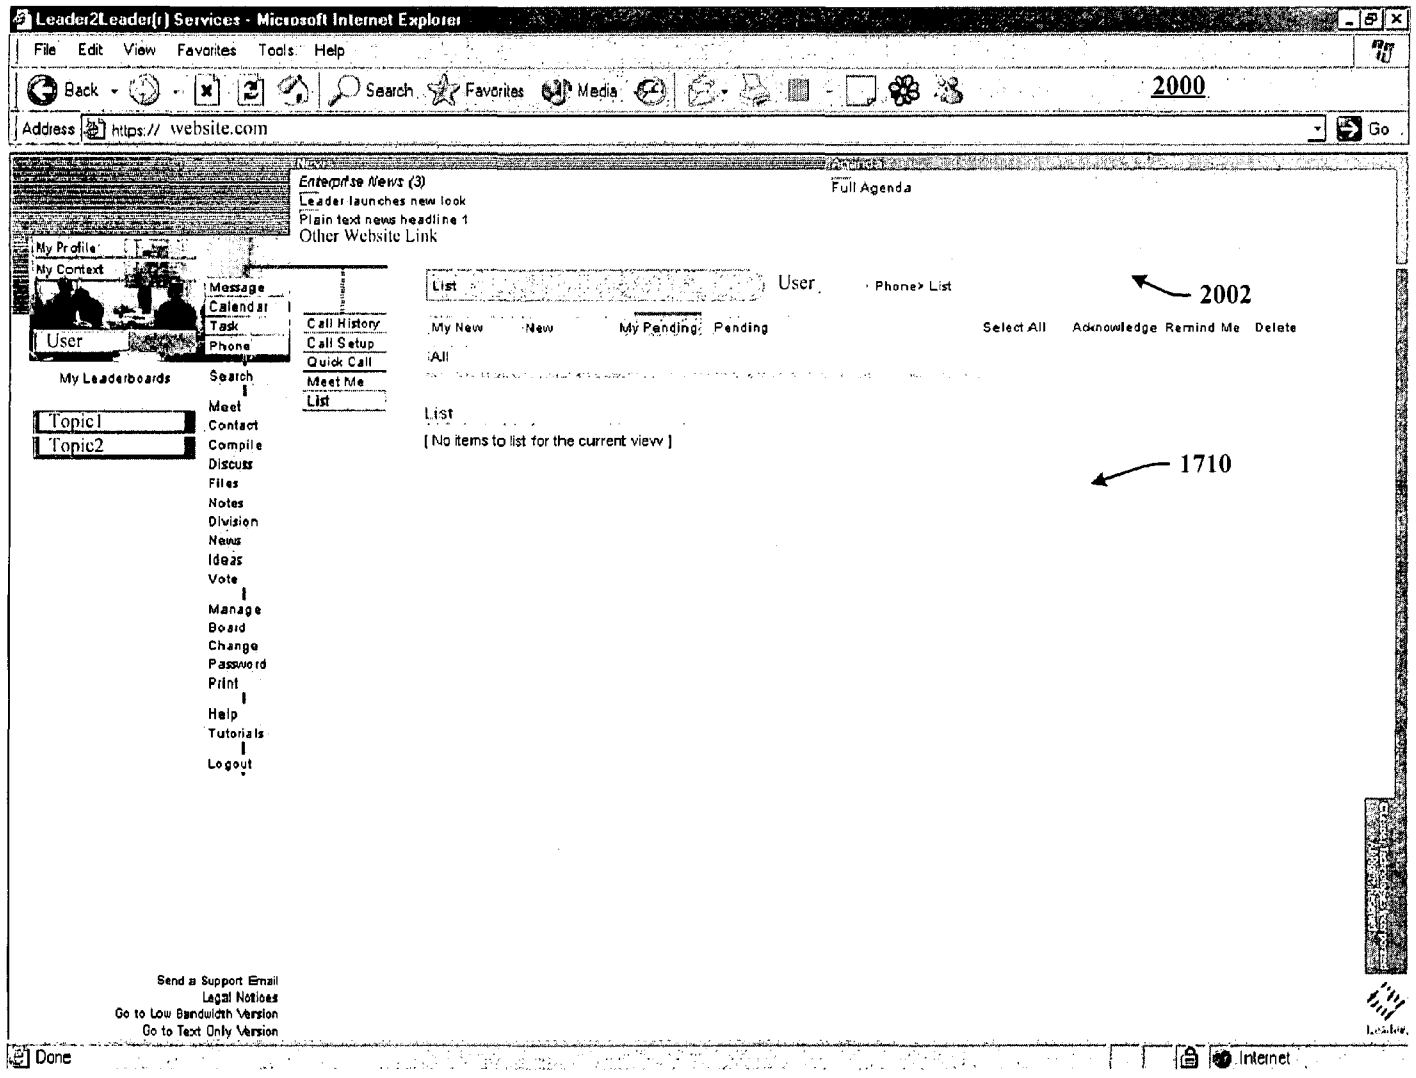 Leader2Leader(r) Services - Microsoft Internet Explorer
File Edit View Favorites Tools Help
Back Search Favorites Media 2000
Address https:// website.com Go
News Agenda
Enterprise News (3) Full Agenda
Leader launches new look
Plain text news headline 1
Other Website Link
My Profile
My Context
User
My Leaderboards
Topic1
Topic2
Message
Calendar
Task
Phone
Search
Meet
Contact
Compile
Discuss
Files
Notes
Division
News
Ideas
Vote
Manage
Board
Change
Password
Print
Help
Tutorials
Logout
Call History
Call Setup
Quick Call
Meet Me
List
List User Phone> List
2002
My New New My Pending Pending Select All Acknowledge Remind Me Delete
All
List
[ No items to list for the current view ]
1710
Send a Support Email
Legal Notices
Go to Low Bandwidth Version
Go to Text Only Version
Leader
Done Internet